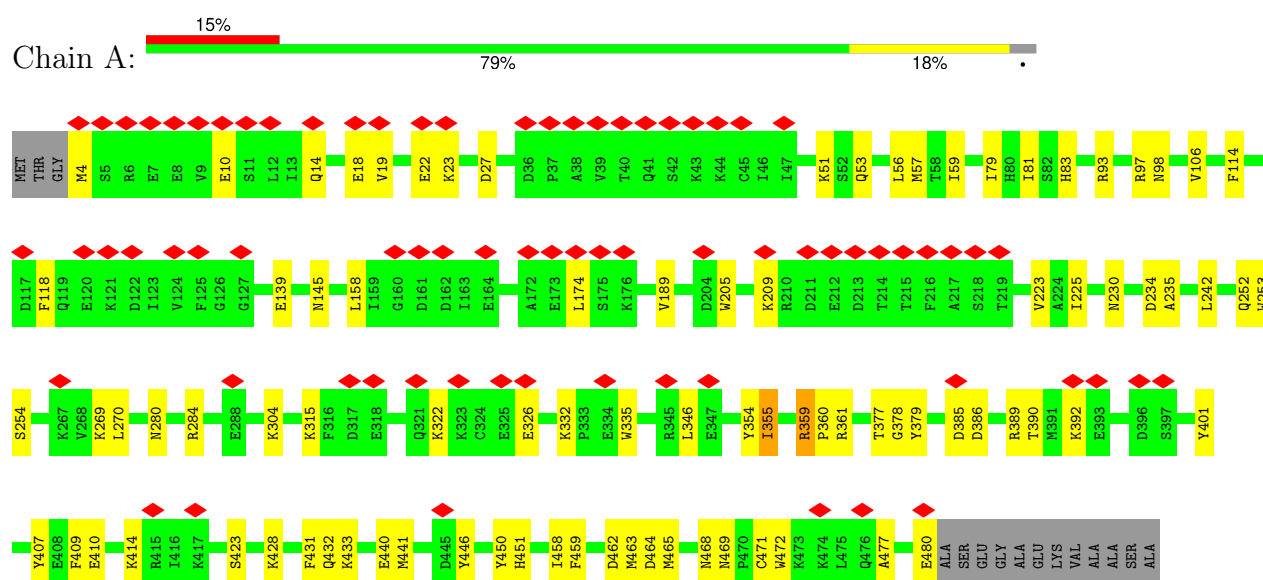 15%
Chain A:
79%
18%
•
MET THR GLY M4 S5 R6 E7 E8 V9 E10 S11 L12 I13 Q14 E18 V19 E22 K23 D27 D36 P37 A38 V39 T40 Q41 S42 K43 K44 C45 I46 I47 K51 S52 Q53 L56 M57 T58 I59 I79 H80 I81 S82 H83 R93 R97 N98 V106 F114
D117 F118 Q119 E120 K121 D122 I123 V124 F125 G126 G127 E139 N145 L158 I159 G160 D161 D162 I163 E164 A172 E173 L174 S175 K176 V189 D204 W205 K209 R210 D211 E212 D213 T214 T215 F216 A217 S218 T219 V223 A224 I225 N230 D234 A235 L242 Q252 W253
S254 K267 V268 K269 L270 N280 R284 E288 K304 K315 F316 D317 E318 Q321 K322 K323 C324 E325 E326 K332 P333 E334 W335 R345 L346 E347 Y354 I355 R359 P360 R361 T377 G378 Y379 D385 D386 R389 T390 M391 K392 E393 D396 S397 Y401
Y407 E408 F409 E410 K414 R415 I416 K417 S423 K428 F431 Q432 K433 E440 M441 D445 Y446 Y450 H451 I458 F459 D462 M463 D464 M465 N468 N469 P470 C471 W472 K473 K474 L475 Q476 A477 E480 ALA SER GLU GLY ALA GLU LYS VAL ALA ALA SER ALA